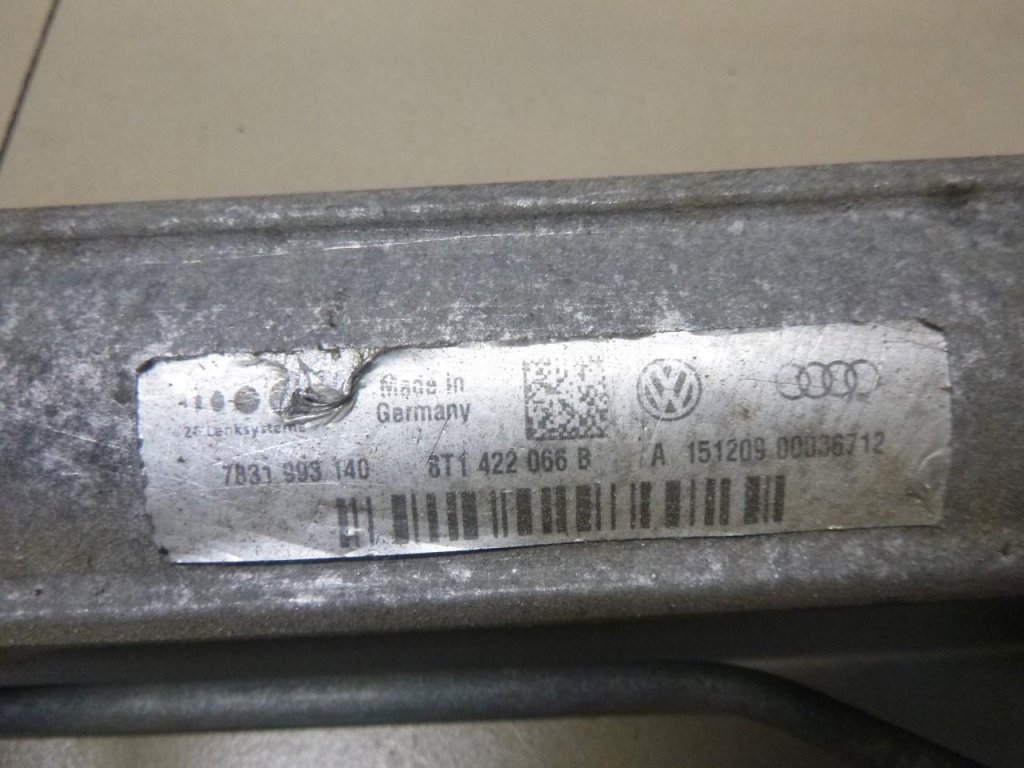 Made in
Germany
ZF Lenksysteme
7831 993 140 8T1 422 066 B A 151209 00036712